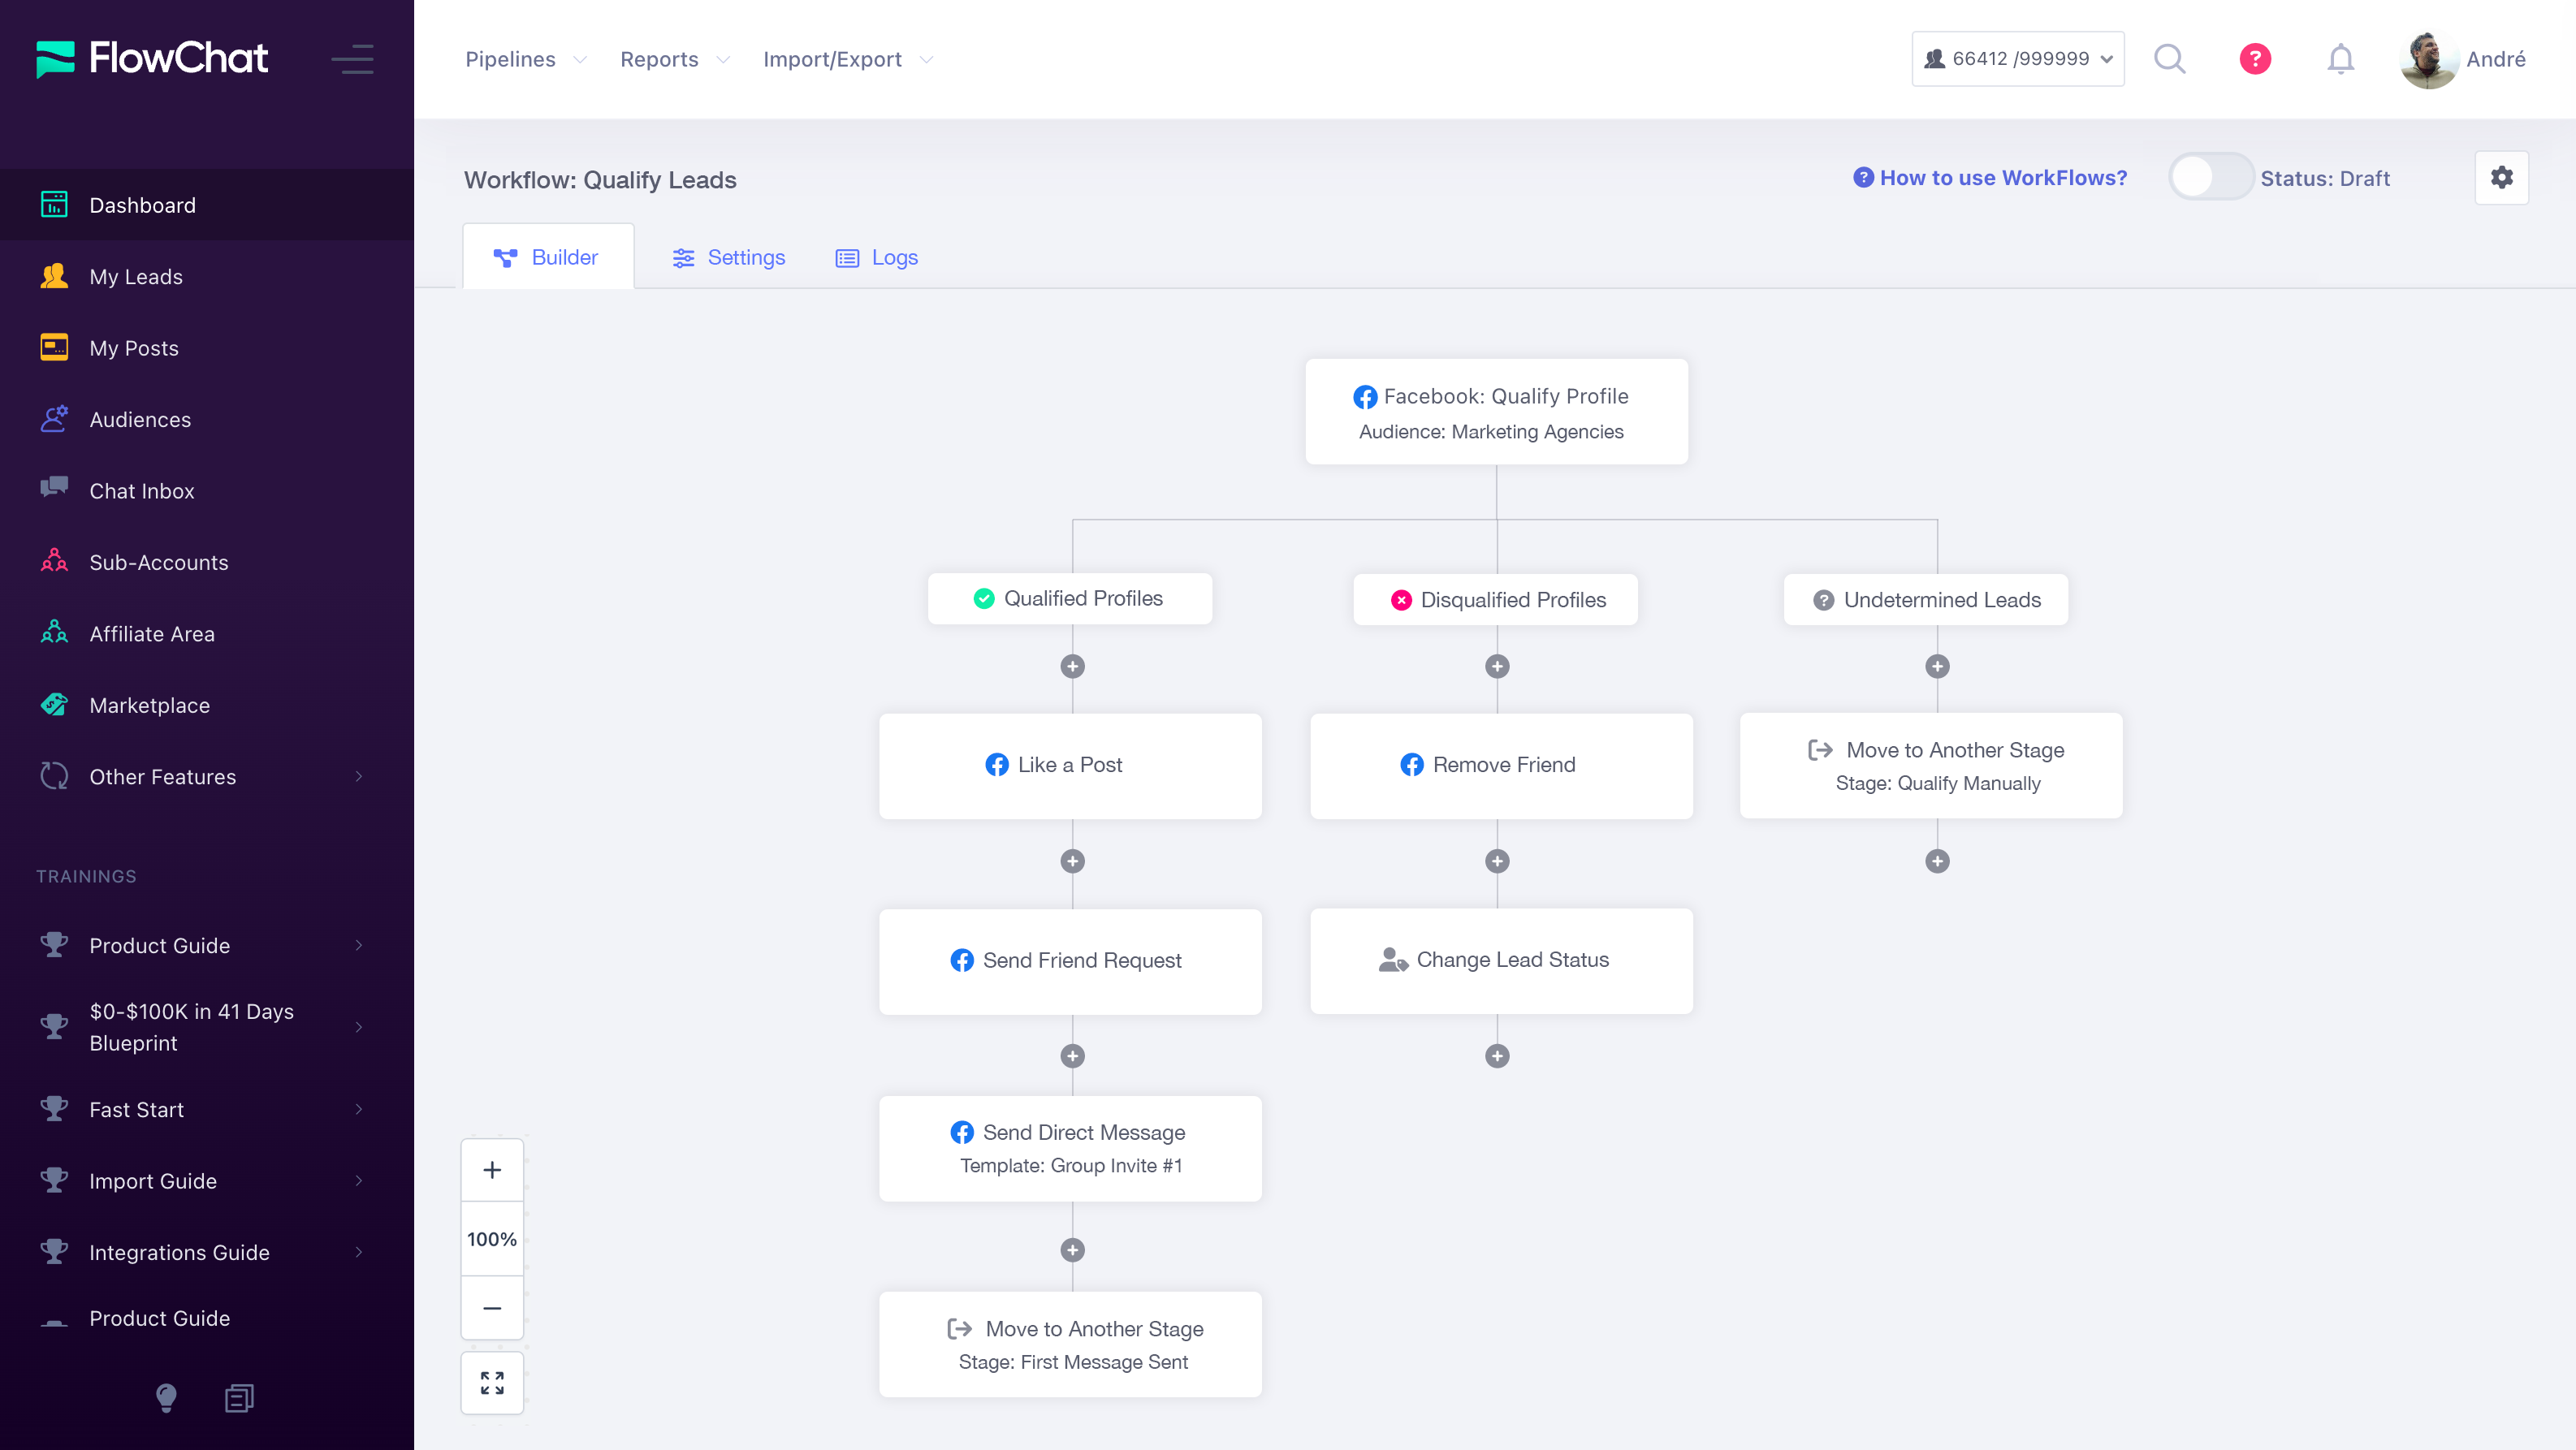 FlowChat
Pipelines
Reports
Import/Export
66412 /999999
?
André
Dashboard
My Leads
My Posts
Audiences
Chat Inbox
Sub-Accounts
Affiliate Area
Marketplace
Other Features
TRAININGS
Product Guide
$0-$100K in 41 Days
Blueprint
Fast Start
Import Guide
Integrations Guide
Product Guide
Workflow: Qualify Leads
? How to use WorkFlows?
Status: Draft
Builder
Settings
Logs
Facebook: Qualify Profile
Audience: Marketing Agencies
Qualified Profiles
Disqualified Profiles
? Undetermined Leads
Like a Post
Remove Friend
Move to Another Stage
Stage: Qualify Manually
Send Friend Request
Change Lead Status
Send Direct Message
Template: Group Invite #1
Move to Another Stage
Stage: First Message Sent
+
100%
−